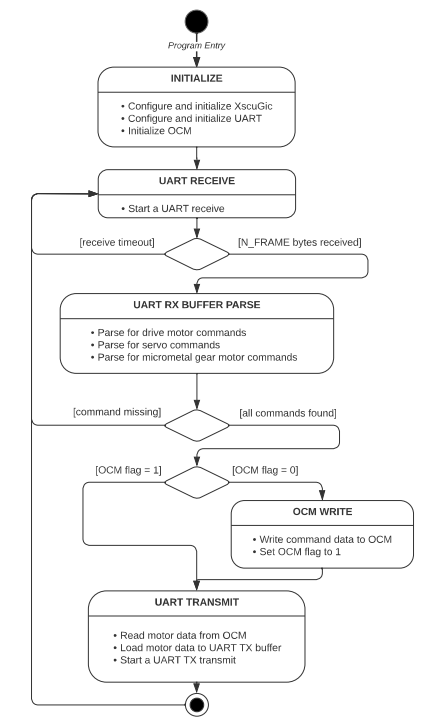 Program Entry
INITIALIZE
• Configure and initialize XscuGic
• Configure and initialize UART
• Initialize OCM
UART RECEIVE
• Start a UART receive
[receive timeout]
[N_FRAME bytes received]
UART RX BUFFER PARSE
• Parse for drive motor commands
• Parse for servo commands
• Parse for micrometal gear motor commands
[command missing]
[all commands found]
[OCM flag = 1]
[OCM flag = 0]
OCM WRITE
• Write command data to OCM
• Set OCM flag to 1
UART TRANSMIT
• Read motor data from OCM
• Load motor data to UART TX buffer
• Start a UART TX transmit